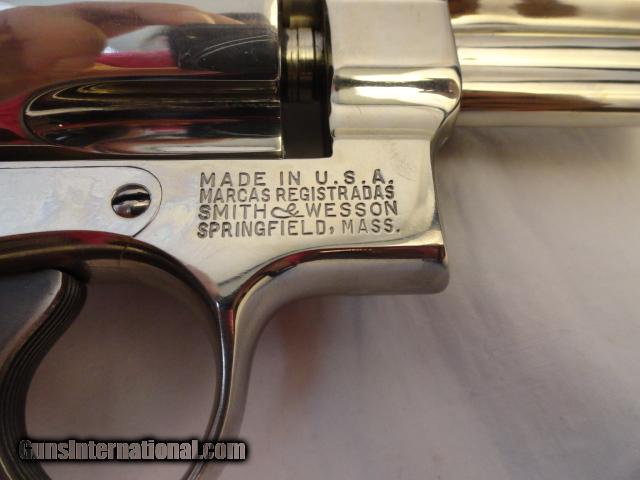 MADE IN U.S.A.
MARCAS REGISTRADAS
SMITH & WESSON
SPRINGFIELD, MASS.
GunsInternational.com